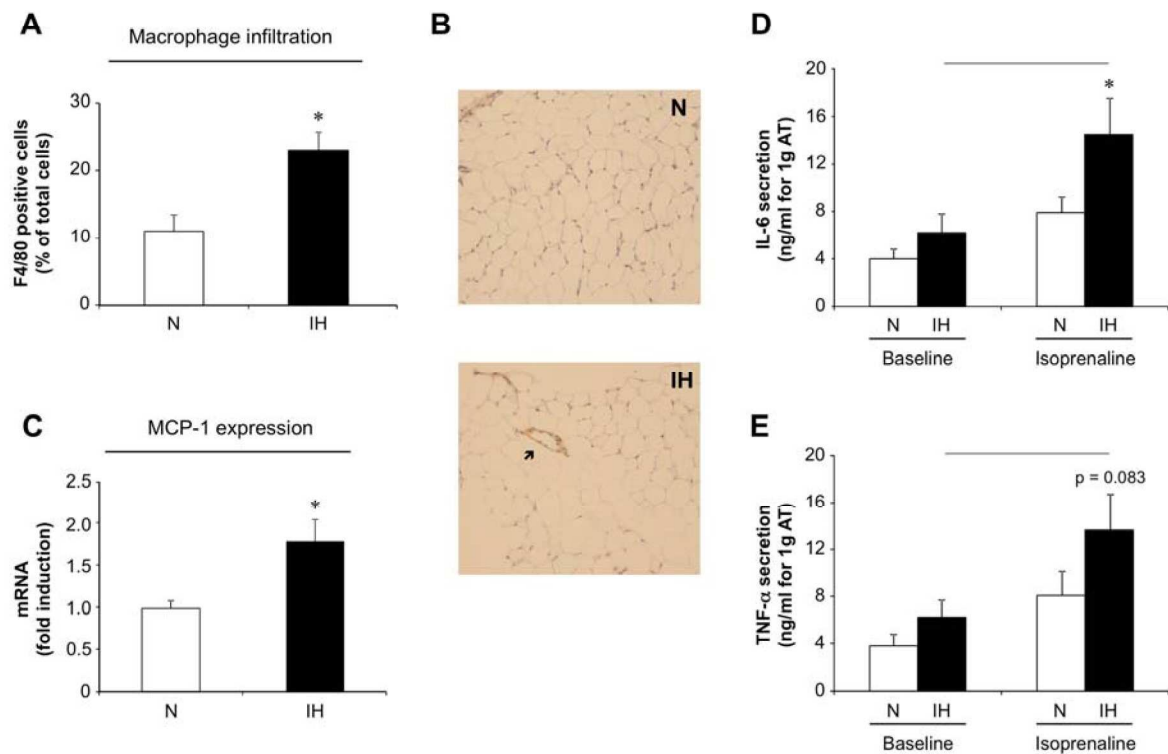 A
Macrophage infiltration
F4/80 positive cells
(% of total cells)
30
20
10
0
*
N
IH
B
N
IH
C
MCP-1 expression
mRNA
(fold induction)
2.5
2.0
1.5
1.0
0.5
0
*
N
IH
D
IL-6 secretion
(ng/ml for 1g AT)
20
16
12
8
4
0
*
N
IH
N
IH
Baseline
Isoprenaline
E
TNF-α secretion
(ng/ml for 1g AT)
20
16
12
8
4
0
p = 0.083
N
IH
N
IH
Baseline
Isoprenaline